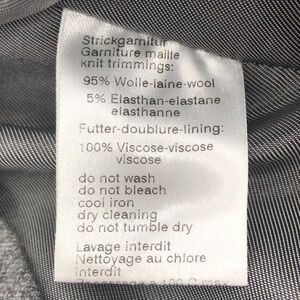 Strickgarnitur
Garniture maille
knit trimmings:
95% Wolle-laine-wool
5% Elasthan-elastane
elasthanne
Futter-doublure-lining:
100% Viscose-viscose
viscose
do not wash
do not bleach
cool iron
dry cleaning
do not tumble dry
Lavage interdit
Nettoyage au chlore
interdit